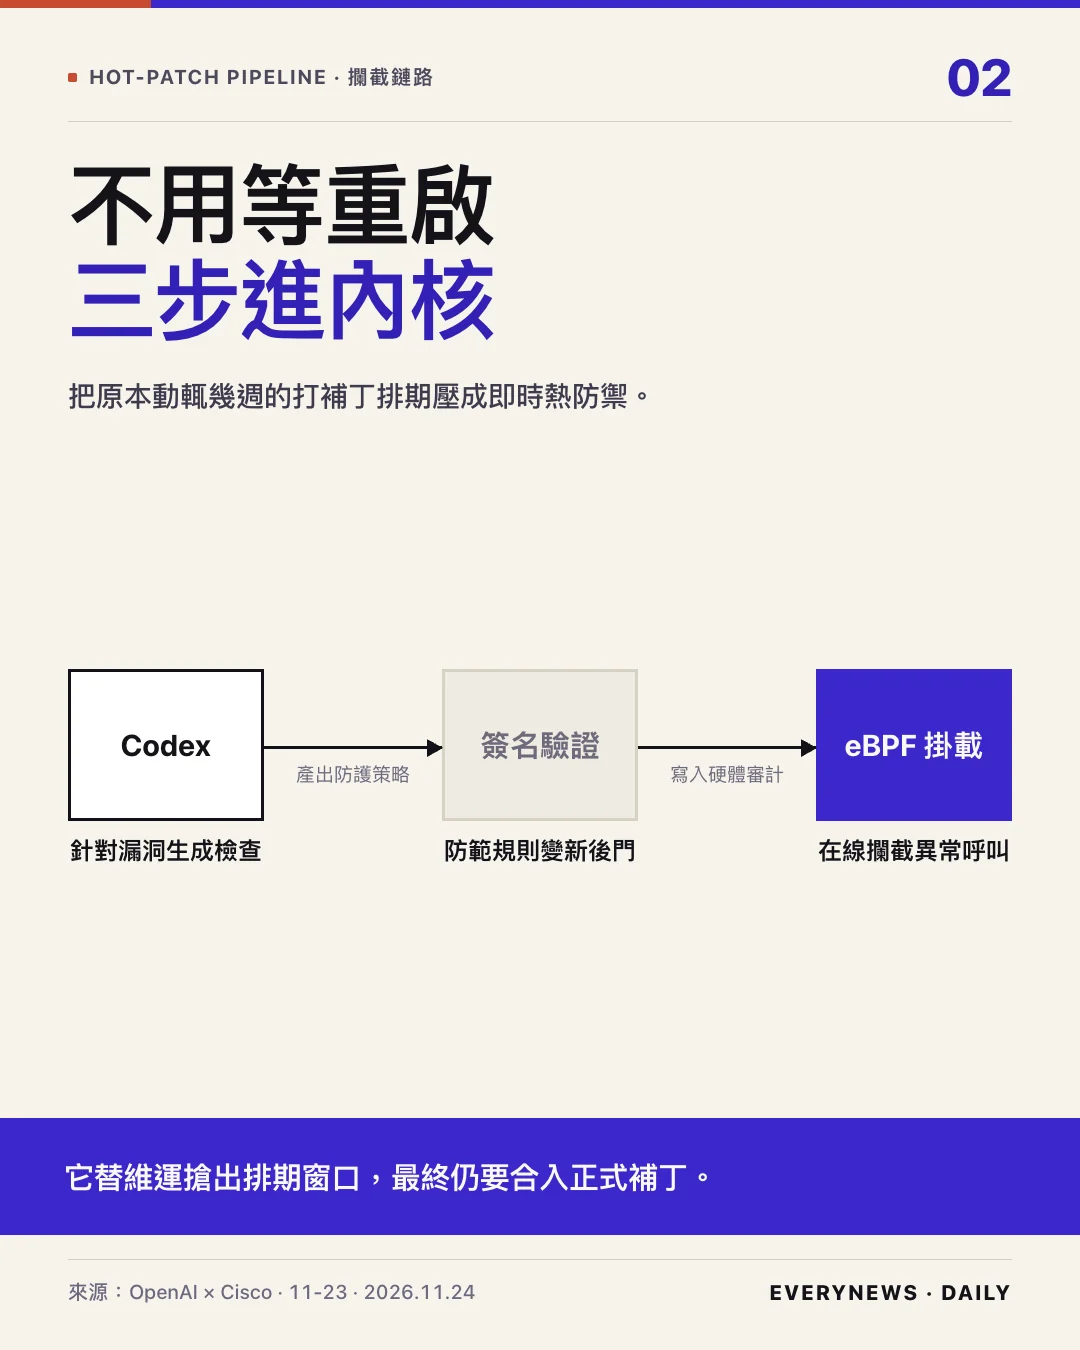 HOT-PATCH PIPELINE · 攔截鏈路
02
不用等重啟
三步進內核
把原本動輒幾週的打補丁排期壓成即時熱防禦。
Codex
產出防護策略
簽名驗證
寫入硬體審計
eBPF 掛載
針對漏洞生成檢查
防範規則變新後門
在線攔截異常呼叫
它替維運搶出排期窗口，最終仍要合入正式補丁。
來源：OpenAI × Cisco · 11-23 · 2026.11.24
EVERYNEWS · DAILY